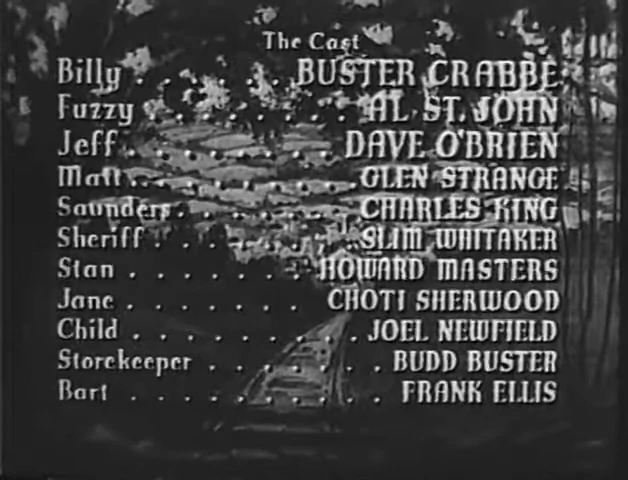 The Cast
Billy . . . . . . BUSTER CRABBE
Fuzzy . . . . . . . . AL ST. JOHN
Jeff . . . . . . . . DAVE O'BRIEN
Matt . . . . . . . . GLEN STRANGE
Saunders . . . . . . . CHARLES KING
Sheriff . . . . . . . . SLIM WHITAKER
Stan . . . . . . . . HOWARD MASTERS
Jane . . . . . . . CHOTI SHERWOOD
Child . . . . . . . . . JOEL NEWFIELD
Storekeeper . . . . . . . BUDD BUSTER
Bart . . . . . . . . . . FRANK ELLIS